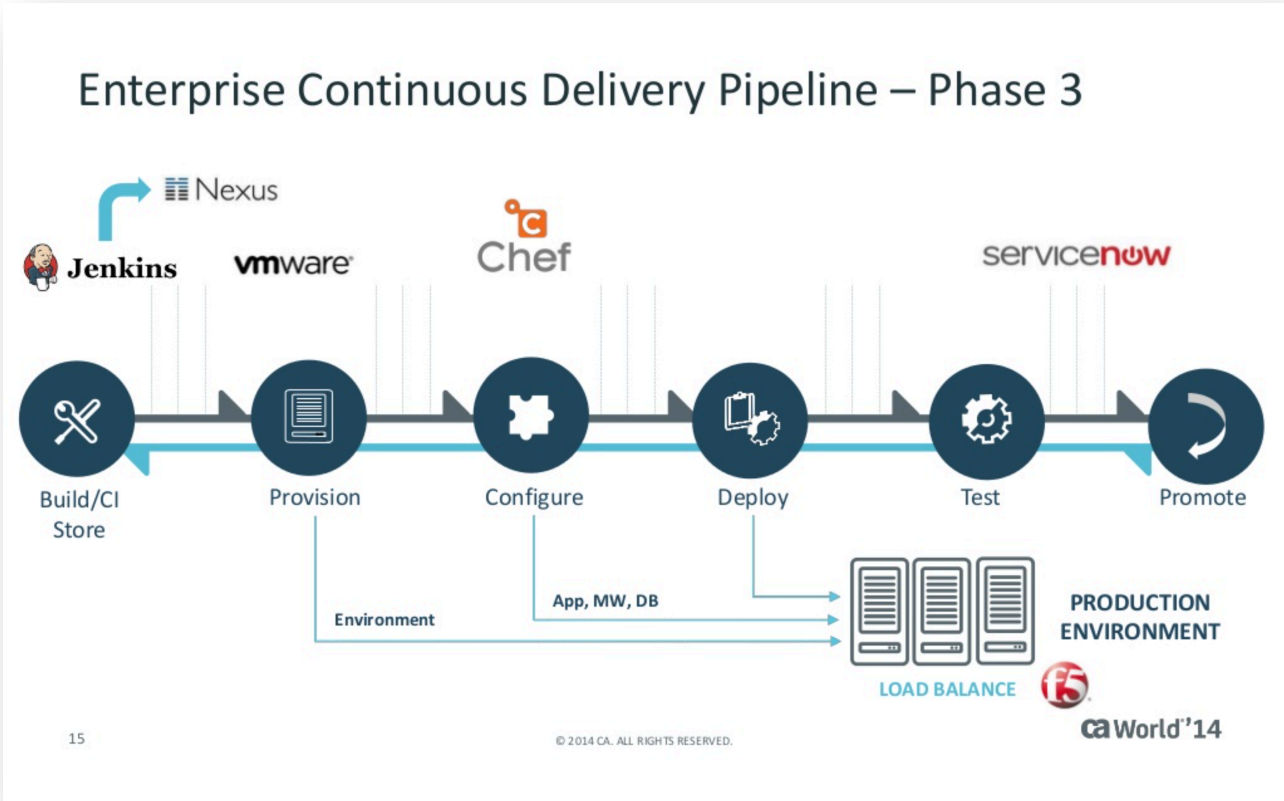 Enterprise Continuous Delivery Pipeline – Phase 3
Nexus
Jenkins
vmware®
C
Chef
servicenow
Build/CI
Store
Provision
Configure
Deploy
Test
Promote
Environment
App, MW, DB
PRODUCTION
ENVIRONMENT
LOAD BALANCE
f5
ca World™'14
15
© 2014 CA. ALL RIGHTS RESERVED.